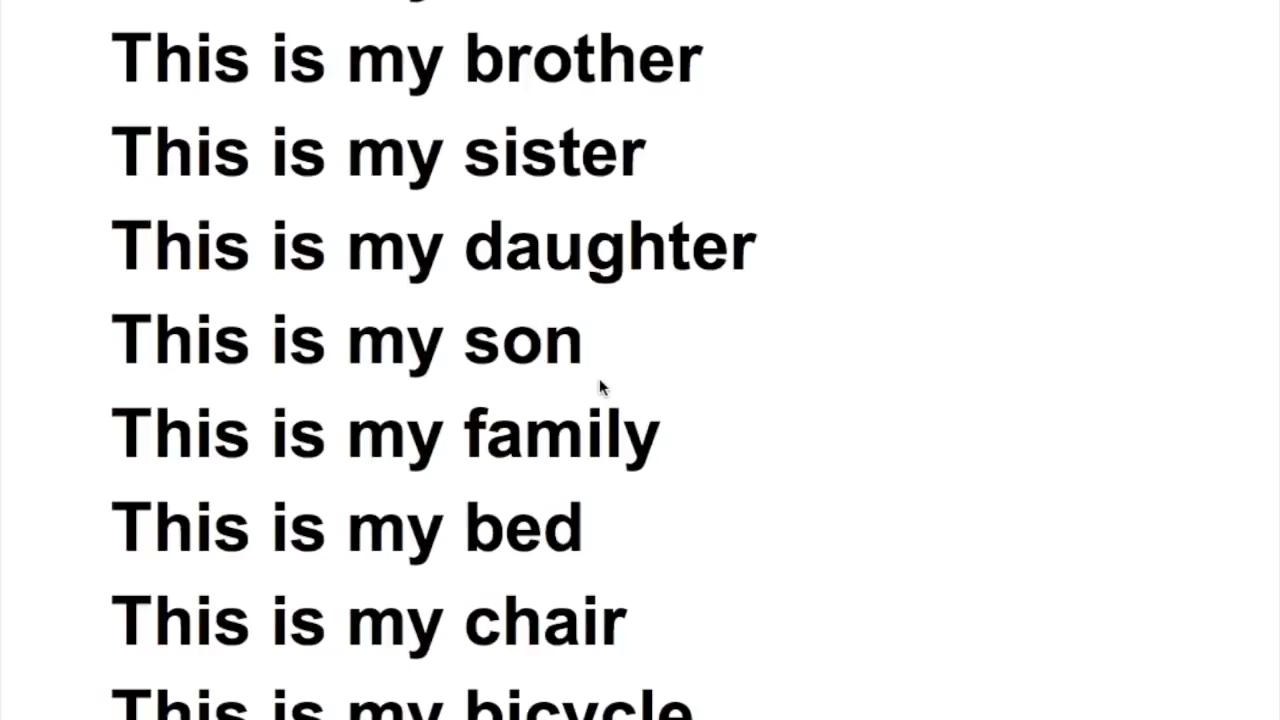 This is my brother
This is my sister
This is my daughter
This is my son
This is my family
This is my bed
This is my chair
This is my bicycle